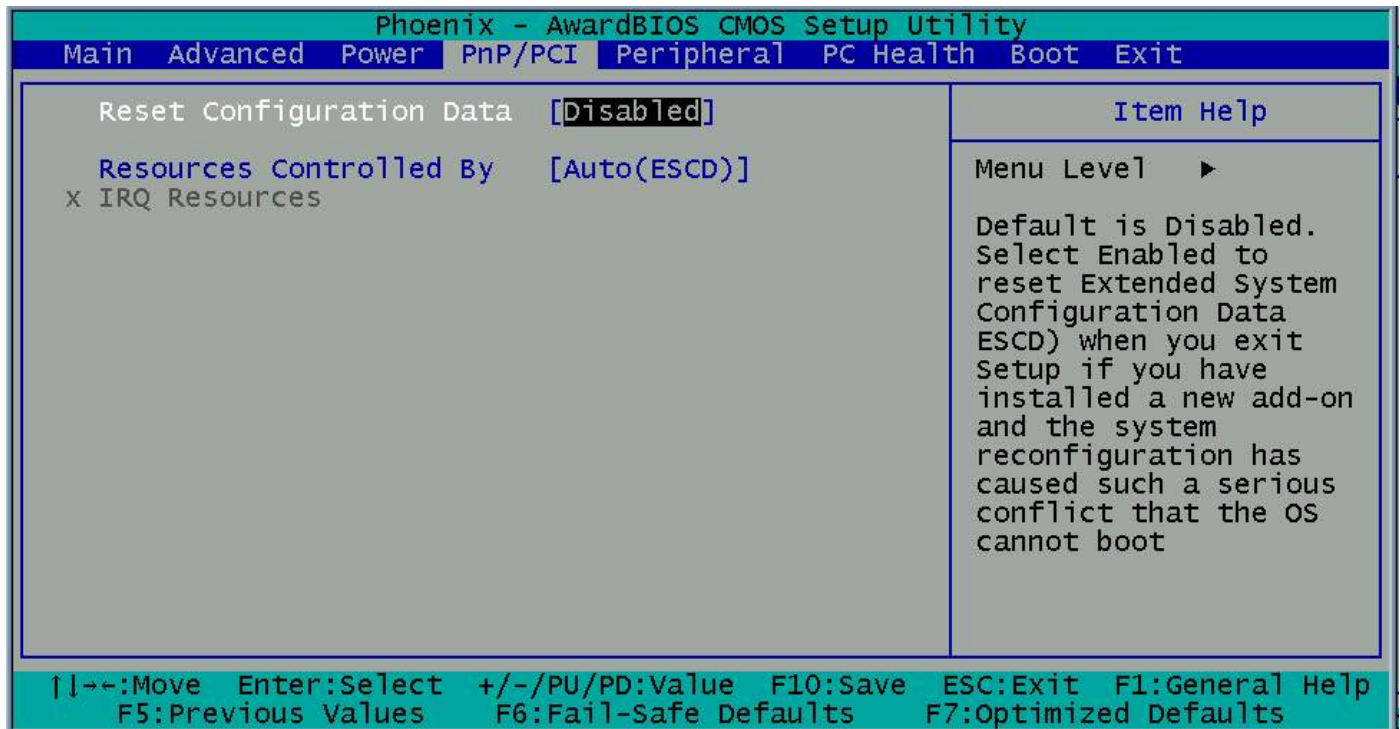 Phoenix - AwardBIOS CMOS Setup Utility
Main Advanced Power PnP/PCI Peripheral PC Health Boot Exit
Reset Configuration Data [Disabled]
Resources Controlled By [Auto(ESCD)]
x IRQ Resources
Item Help
Menu Level ▶
Default is Disabled.
Select Enabled to
reset Extended System
Configuration Data
ESCD) when you exit
Setup if you have
installed a new add-on
and the system
reconfiguration has
caused such a serious
conflict that the OS
cannot boot
↑↓→←:Move Enter:Select +/-/PU/PD:Value F10:Save ESC:Exit F1:General Help
F5:Previous Values F6:Fail-Safe Defaults F7:Optimized Defaults